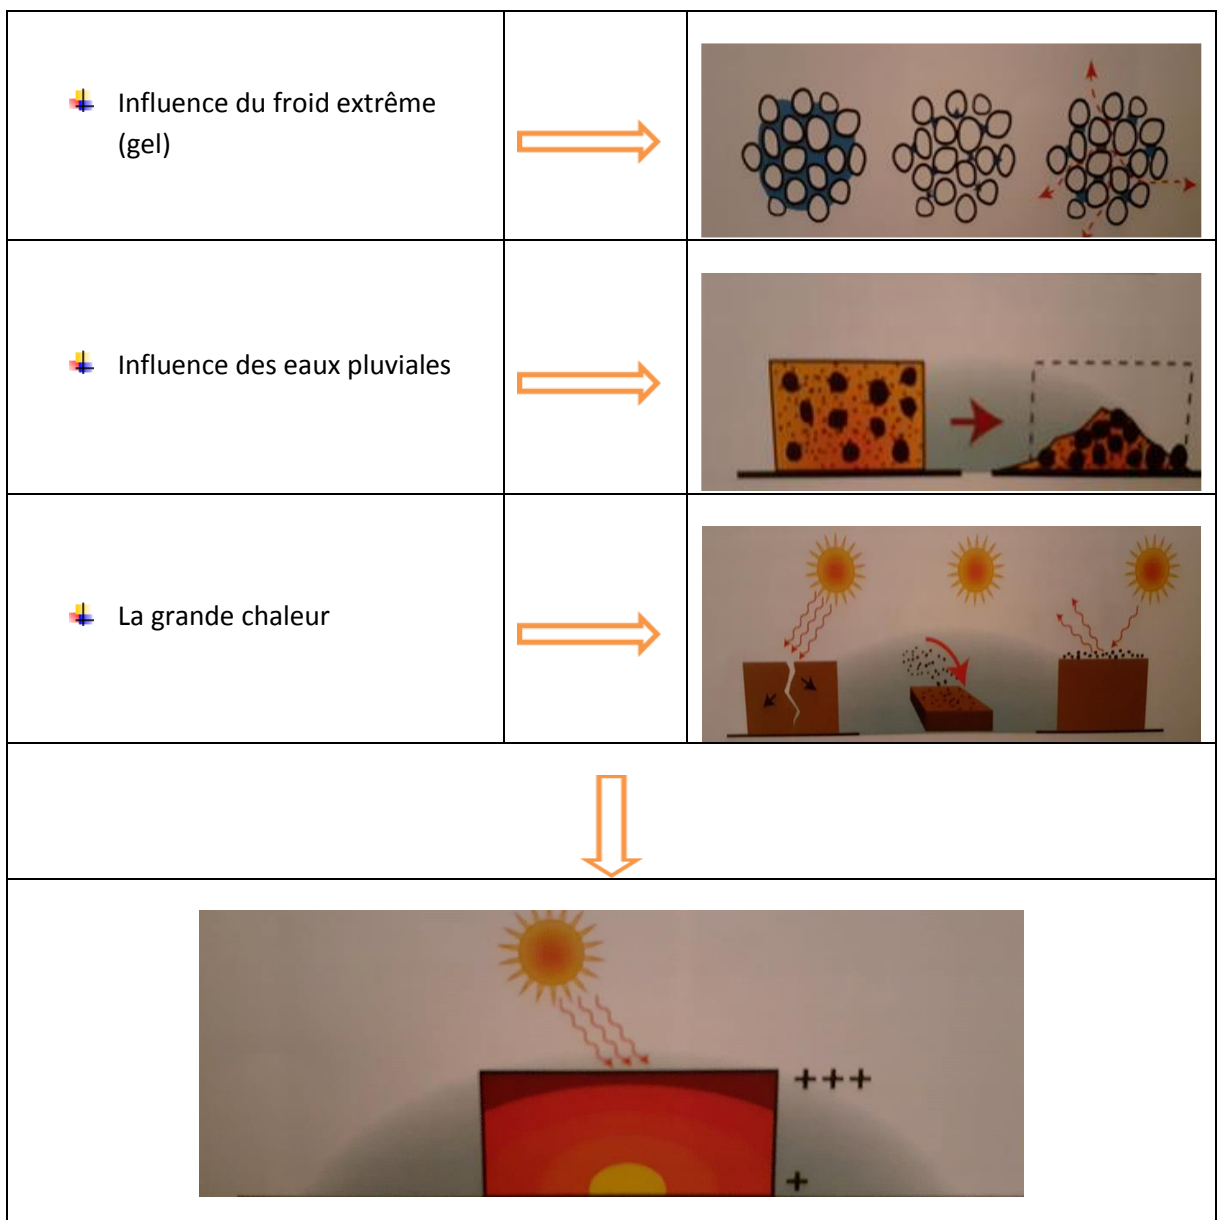 Influence du froid extrême
(gel)
Influence des eaux pluviales
La grande chaleur
+++
+